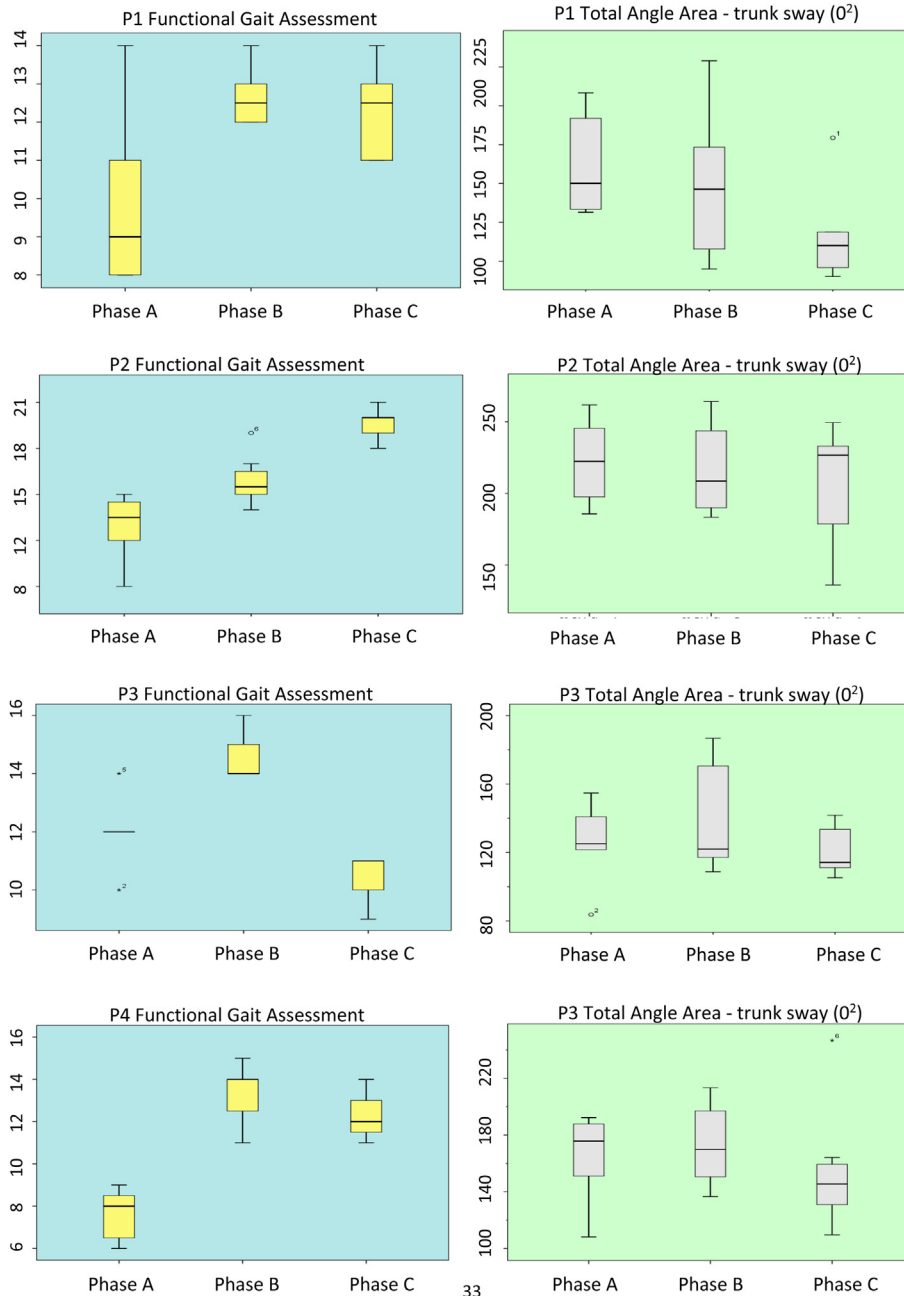 P1 Functional Gait Assessment
14
13
12
11
10
9
8
Phase A Phase B Phase C
P1 Total Angle Area - trunk sway (0²)
225
200
175
150
125
100
1
Phase A Phase B Phase C
P2 Functional Gait Assessment
21
18
15
12
8
6
Phase A Phase B Phase C
P2 Total Angle Area - trunk sway (0²)
250
200
150
Phase A Phase B Phase C
P3 Functional Gait Assessment
16
14
12
10
5
2
Phase A Phase B Phase C
P3 Total Angle Area - trunk sway (0²)
200
160
120
80
2
Phase A Phase B Phase C
P4 Functional Gait Assessment
16
14
12
10
8
6
Phase A Phase B Phase C
P3 Total Angle Area - trunk sway (0²)
220
180
140
100
6
Phase A Phase B Phase C
33